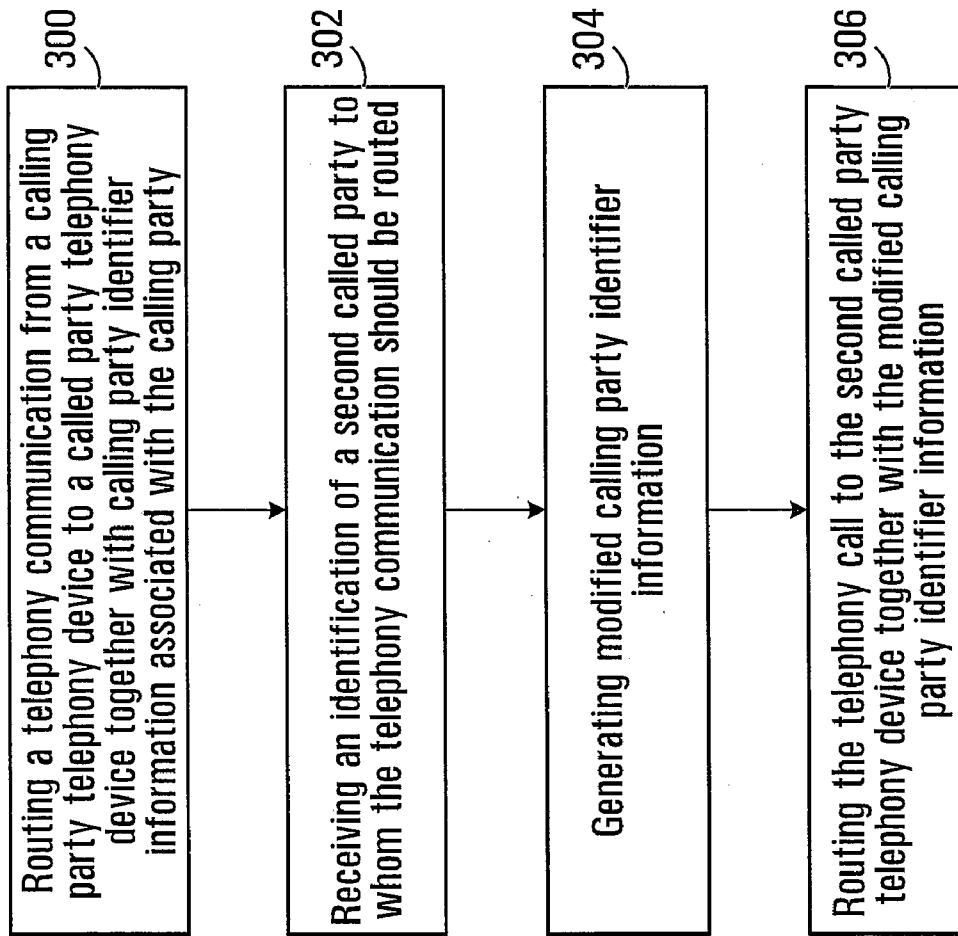 Routing a telephony communication from a calling
party telephony device to a called party telephony
device together with calling party identifier
information associated with the calling party
300
Receiving an identification of a second called party to
whom the telephony communication should be routed
302
Generating modified calling party identifier
information
304
Routing the telephony call to the second called party
telephony device together with the modified calling
party identifier information
306